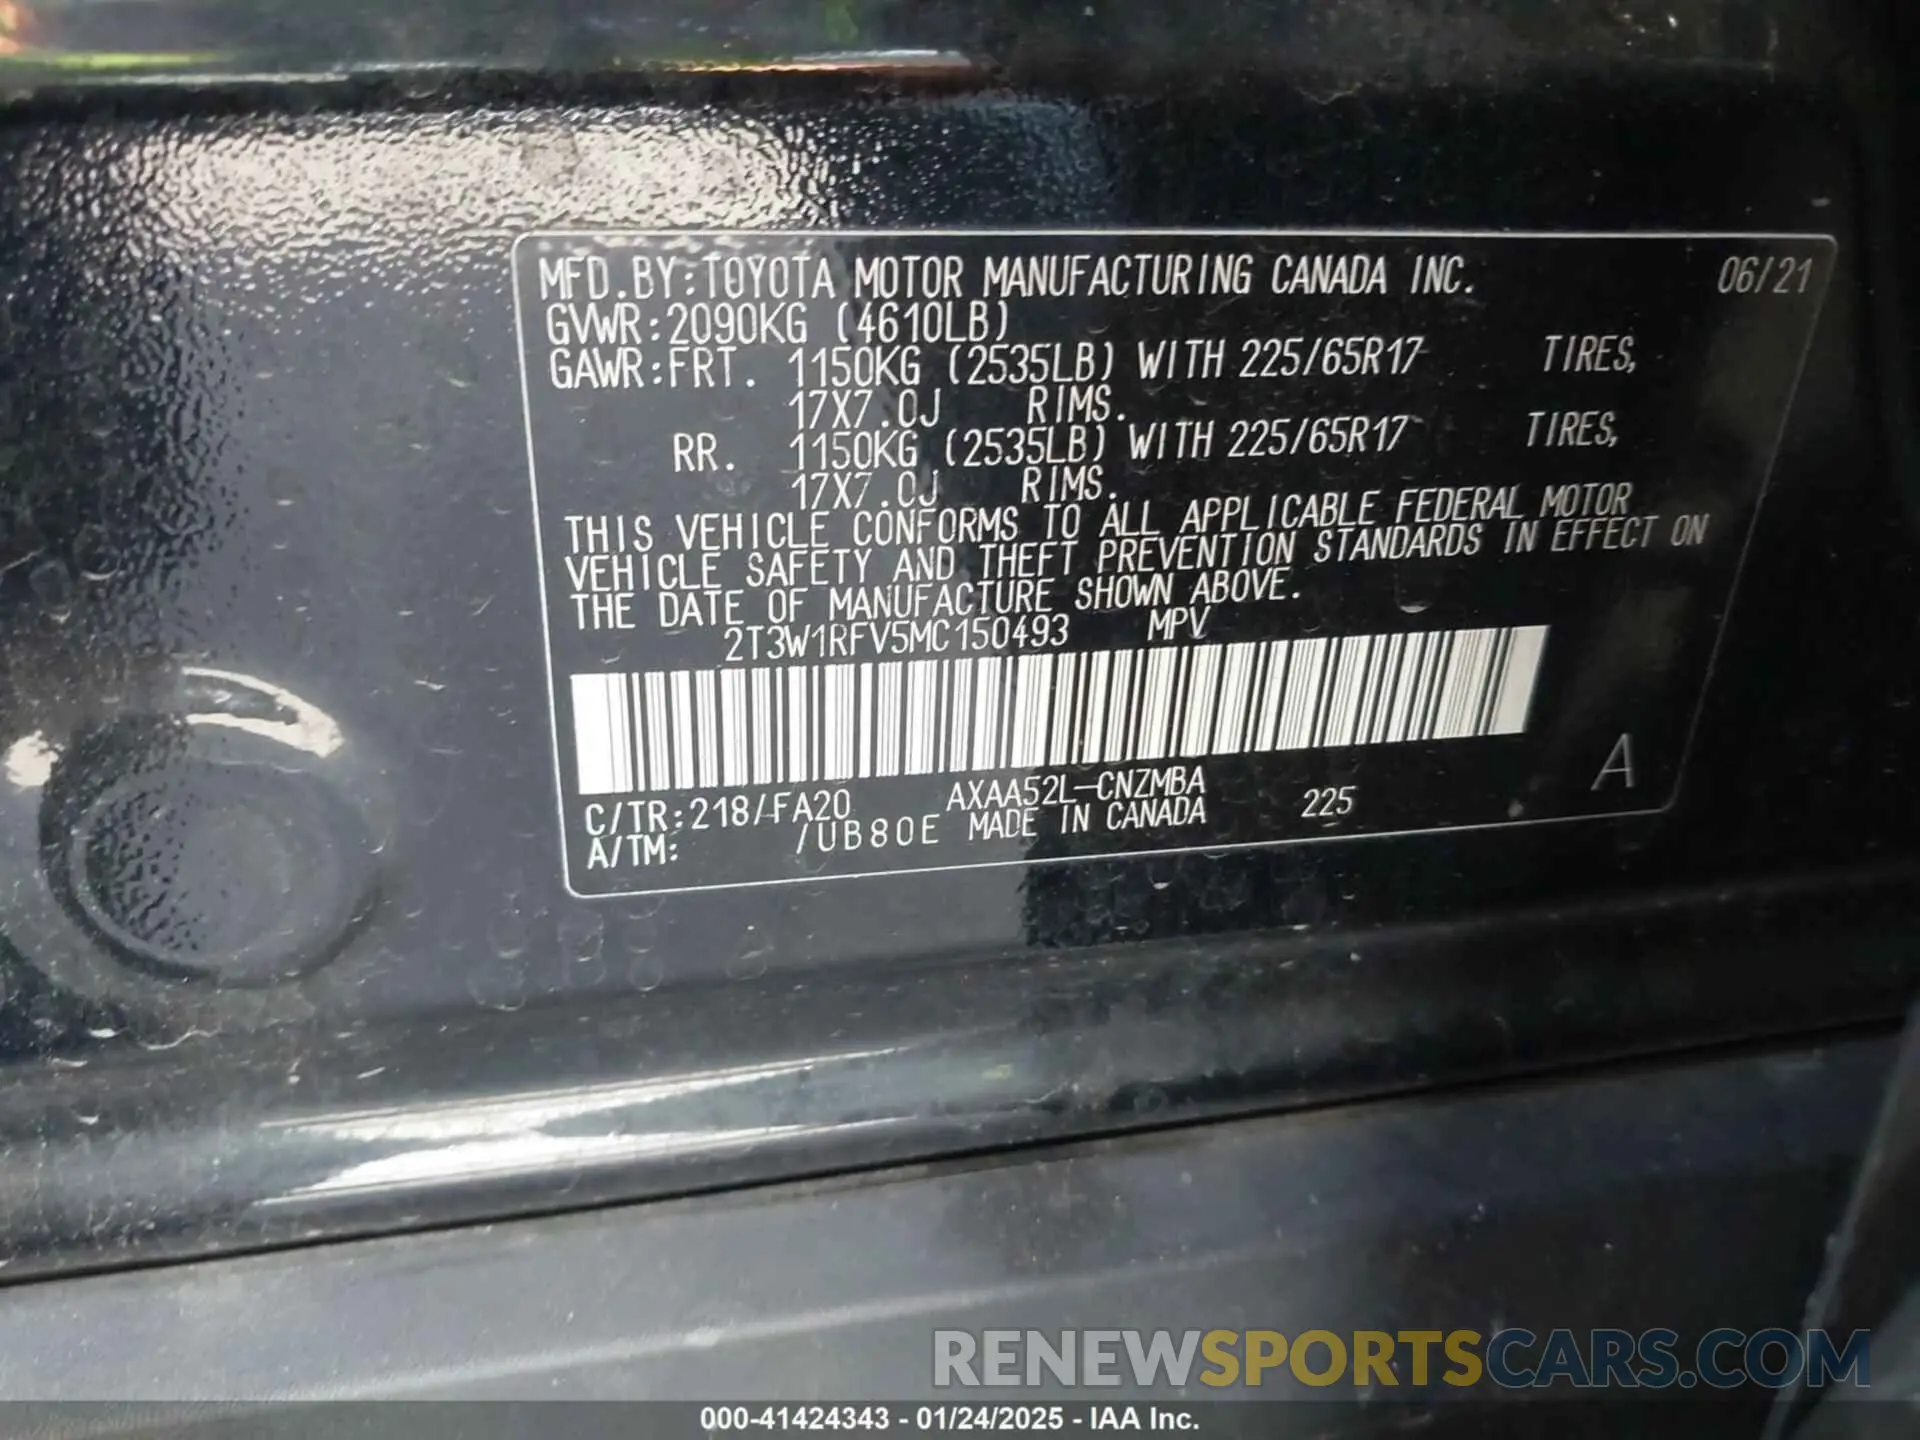 MFD.BY:TOYOTA MOTOR MANUFACTURING CANADA INC. 06/21
GVWR:2090KG (4610LB)
GAWR:FRT. 1150KG (2535LB) WITH 225/65R17 TIRES,
17X7.0J RIMS.
RR. 1150KG (2535LB) WITH 225/65R17 TIRES,
17X7.0J RIMS.
THIS VEHICLE CONFORMS TO ALL APPLICABLE FEDERAL MOTOR
VEHICLE SAFETY AND THEFT PREVENTION STANDARDS IN EFFECT ON
THE DATE OF MANUFACTURE SHOWN ABOVE.
2T3W1RFV5MC150493 MPV
A
C/TR:218/FA20 AXAA52L-CNZMBA 225
A/TM: /UB80E MADE IN CANADA
RENEWSPORTSCARS.COM
000-41424343 - 01/24/2025 - IAA Inc.